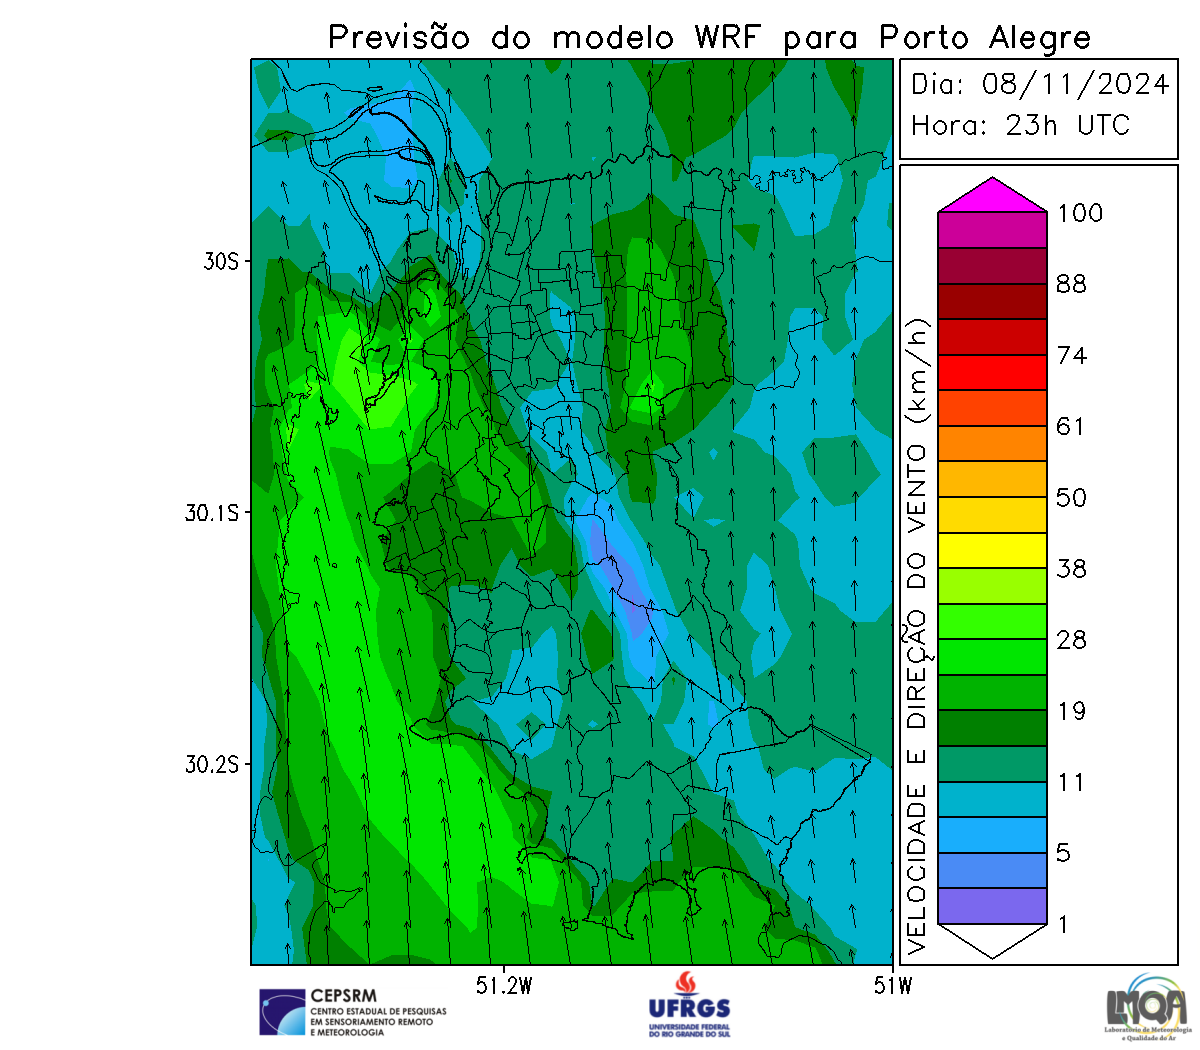 Previsão do modelo WRF para Porto Alegre
Dia: 08/11/2024
Hora: 23h UTC
30S
30.1S
30.2S
51.2W
51W
VELOCIDADE E DIREÇÃO DO VENTO (km/h)
100
88
74
61
50
38
28
19
11
5
1
CEPSRM
CENTRO ESTADUAL DE PESQUISAS
EM SENSORIAMENTO REMOTO
E METEOROLOGIA
UFRGS
UNIVERSIDADE FEDERAL
DO RIO GRANDE DO SUL
LMQA
Laboratório de Meteorologia
e Qualidade do Ar